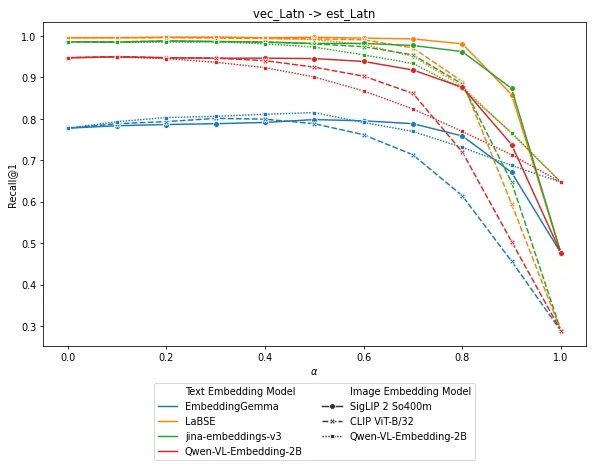 vec_Latn -> est_Latn
1.0
0.9
0.8
0.7
0.6
0.5
0.4
0.3
Recall@1
0.0 0.2 0.4 0.6 0.8 1.0
α
Text Embedding Model Image Embedding Model
EmbeddingGemma SigLIP 2 So400m
LaBSE CLIP ViT-B/32
jina-embeddings-v3 Qwen-VL-Embedding-2B
Qwen-VL-Embedding-2B